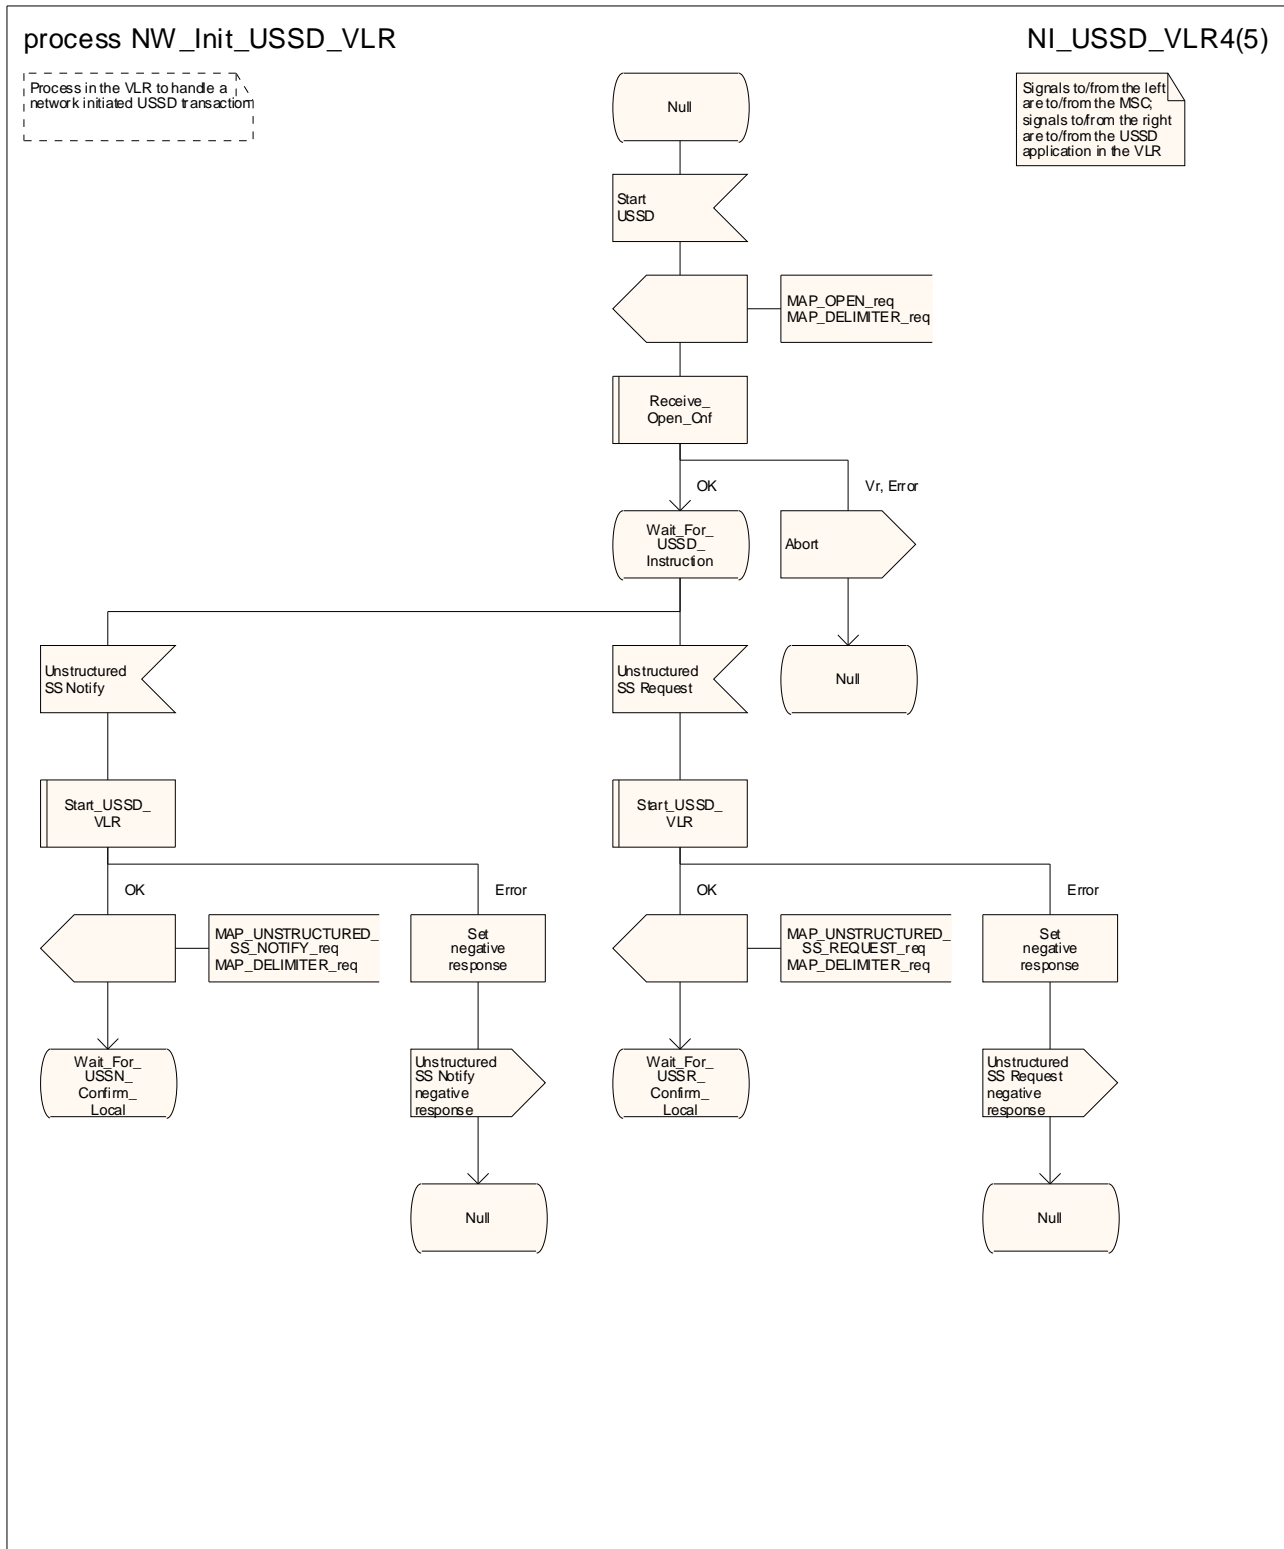 process NW_Init_USSD_VLR
NI_USSD_VLR4(5)
Process in the VLR to handle a
network initiated USSD transaction
Signals to/from the left
are to/from the MSC;
signals to/from the right
are to/from the USSD
application in the VLR
Null
Start
USSD
MAP_OPEN_req
MAP_DELIMITER_req
Receive_
Open_Cnf
OK
Vr, Error
Wait_For_
USSD_
Instruction
Abort
Unstructured
SS Notify
Unstructured
SS Request
Null
Start_USSD_
VLR
Start_USSD_
VLR
OK
Error
OK
Error
MAP_UNSTRUCTURED_
SS_NOTIFY_req
MAP_DELIMITER_req
Set
negative
response
MAP_UNSTRUCTURED_
SS_REQUEST_req
MAP_DELIMITER_req
Set
negative
response
Wait_For_
USSN_
Confirm_
Local
Unstructured
SS Notify
negative
response
Wait_For_
USSR_
Confirm_
Local
Unstructured
SS Request
negative
response
Null
Null